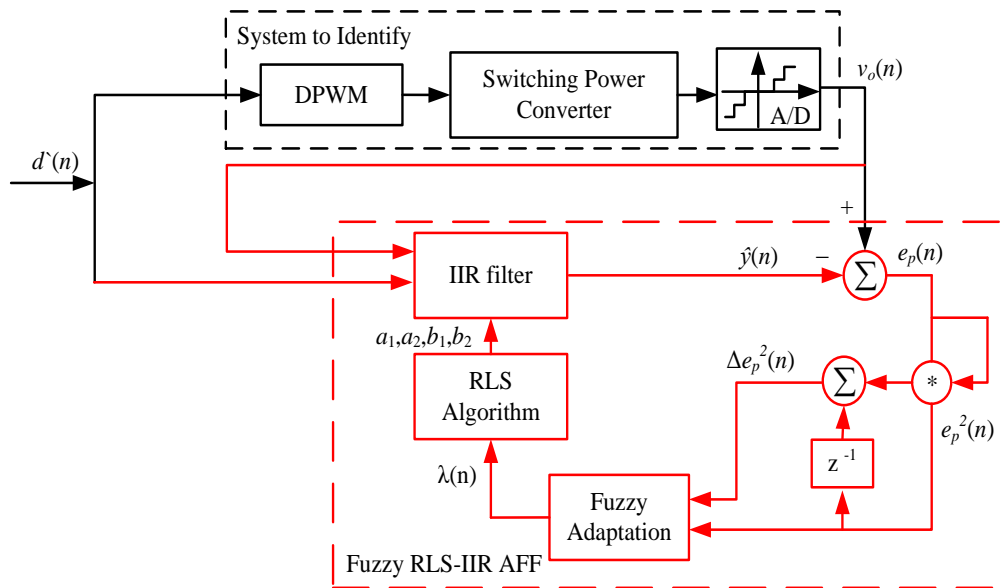 System to Identify
DPWM
Switching Power
Converter
A/D
v_o(n)
d`(n)
+
IIR filter
ŷ(n)
−
Σ
e_p(n)
a_1,a_2,b_1,b_2
RLS
Algorithm
Δe_p^2(n)
Σ
*
e_p^2(n)
z^-1
λ(n)
Fuzzy
Adaptation
Fuzzy RLS-IIR AFF